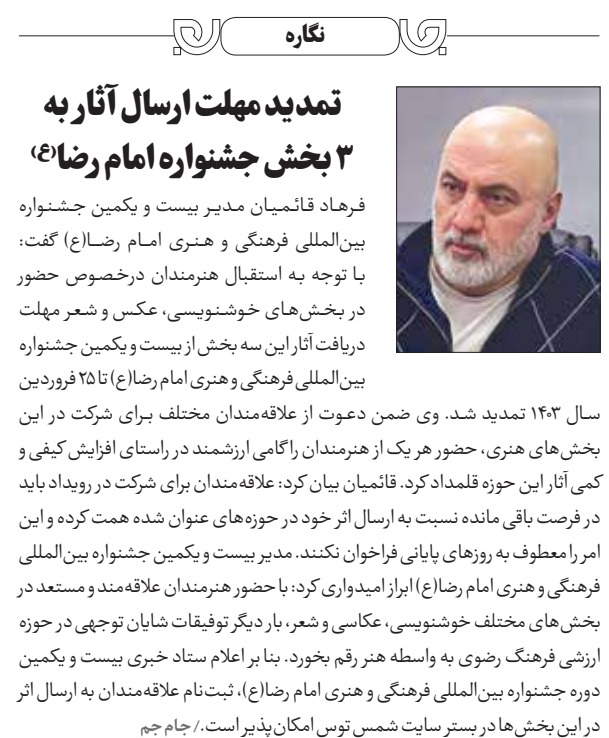 نگاره
تمدید مهلت ارسال آثار به
۳ بخش جشنواره امام رضا(ع)
فرهاد قائمیان مدیر بیست و یکمین جشنواره
بین‌المللی فرهنگی و هنری امام رضا(ع) گفت:
با توجه به استقبال هنرمندان درخصوص حضور
در بخش‌های خوشنویسی، عکس و شعر مهلت
دریافت آثار این سه بخش از بیست و یکمین جشنواره
بین‌المللی فرهنگی و هنری امام رضا(ع) تا ۲۵ فروردین
سال ۱۴۰۳ تمدید شد. وی ضمن دعوت از علاقه‌مندان مختلف برای شرکت در این
بخش‌های هنری، حضور هر یک از هنرمندان را گامی ارزشمند در راستای افزایش کیفی و
کمی آثار این حوزه قلمداد کرد. قائمیان بیان کرد: علاقه‌مندان برای شرکت در رویداد باید
در فرصت باقی مانده نسبت به ارسال اثر خود در حوزه‌های عنوان شده همت کرده و این
امر را معطوف به روزهای پایانی فراخوان نکنند. مدیر بیست و یکمین جشنواره بین‌المللی
فرهنگی و هنری امام رضا(ع) ابراز امیدواری کرد: با حضور هنرمندان علاقه‌مند و مستعد در
بخش‌های مختلف خوشنویسی، عکاسی و شعر، بار دیگر توفیقات شایان توجهی در حوزه
ارزشی فرهنگ رضوی به واسطه هنر رقم بخورد. بنا بر اعلام ستاد خبری بیست و یکمین
دوره جشنواره بین‌المللی فرهنگی و هنری امام رضا(ع)، ثبت‌نام علاقه‌مندان به ارسال اثر
در این بخش‌ها در بستر سایت شمس توس امکان‌پذیر است./ جام جم